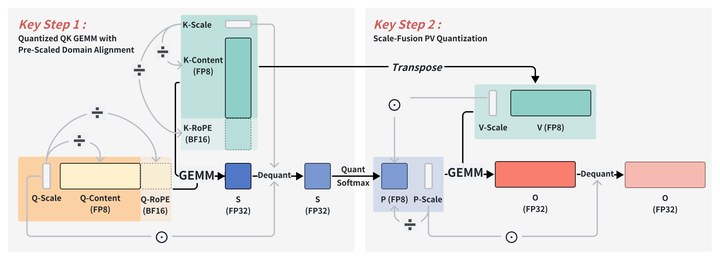 Key Step 1 :
Quantized QK GEMM with
Pre-Scaled Domain Alignment
K-Scale
K-Content
(FP8)
K-RoPE
(BF16)
Q-Scale
Q-Content
(FP8)
Q-RoPE
(BF16)
GEMM
S
(FP32)
Dequant
S
(FP32)
Quant
Softmax
Key Step 2 :
Scale-Fusion PV Quantization
Transpose
V-Scale
V (FP8)
P (FP8)
P-Scale
GEMM
O
(FP32)
Dequant
O
(FP32)